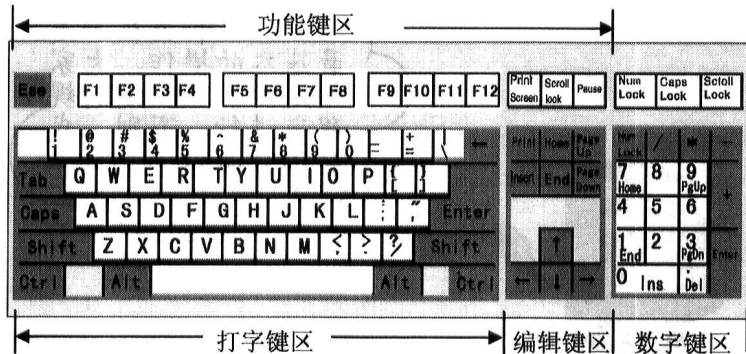 功能键区
Esc F1 F2 F3 F4 F5 F6 F7 F8 F9 F10 F11 F12 Print Screen Scroll look Pause Num Lock Caps Lock Scioll Lock
! @ 2 # 3 $ 4 % 5 ^ 6 & 7 * 8 ( 9 ) 0 _ + = | \ ← Print Home Page Up Num Lock / * -
Tab Q W E R T Y U I O P { [ } ] Insert End Page Down 7 Home 8 9 PgUp +
Caps A S D F G H J K L : ; " Enter 4 5 6
Shift Z X C V B N M < > ? / Shift ↑ 1 End 2 3 PgDn Enter
Ctrl Alt Alt Ctrl ← ↓ → 0 Ins . Del
打字键区 编辑键区 数字键区